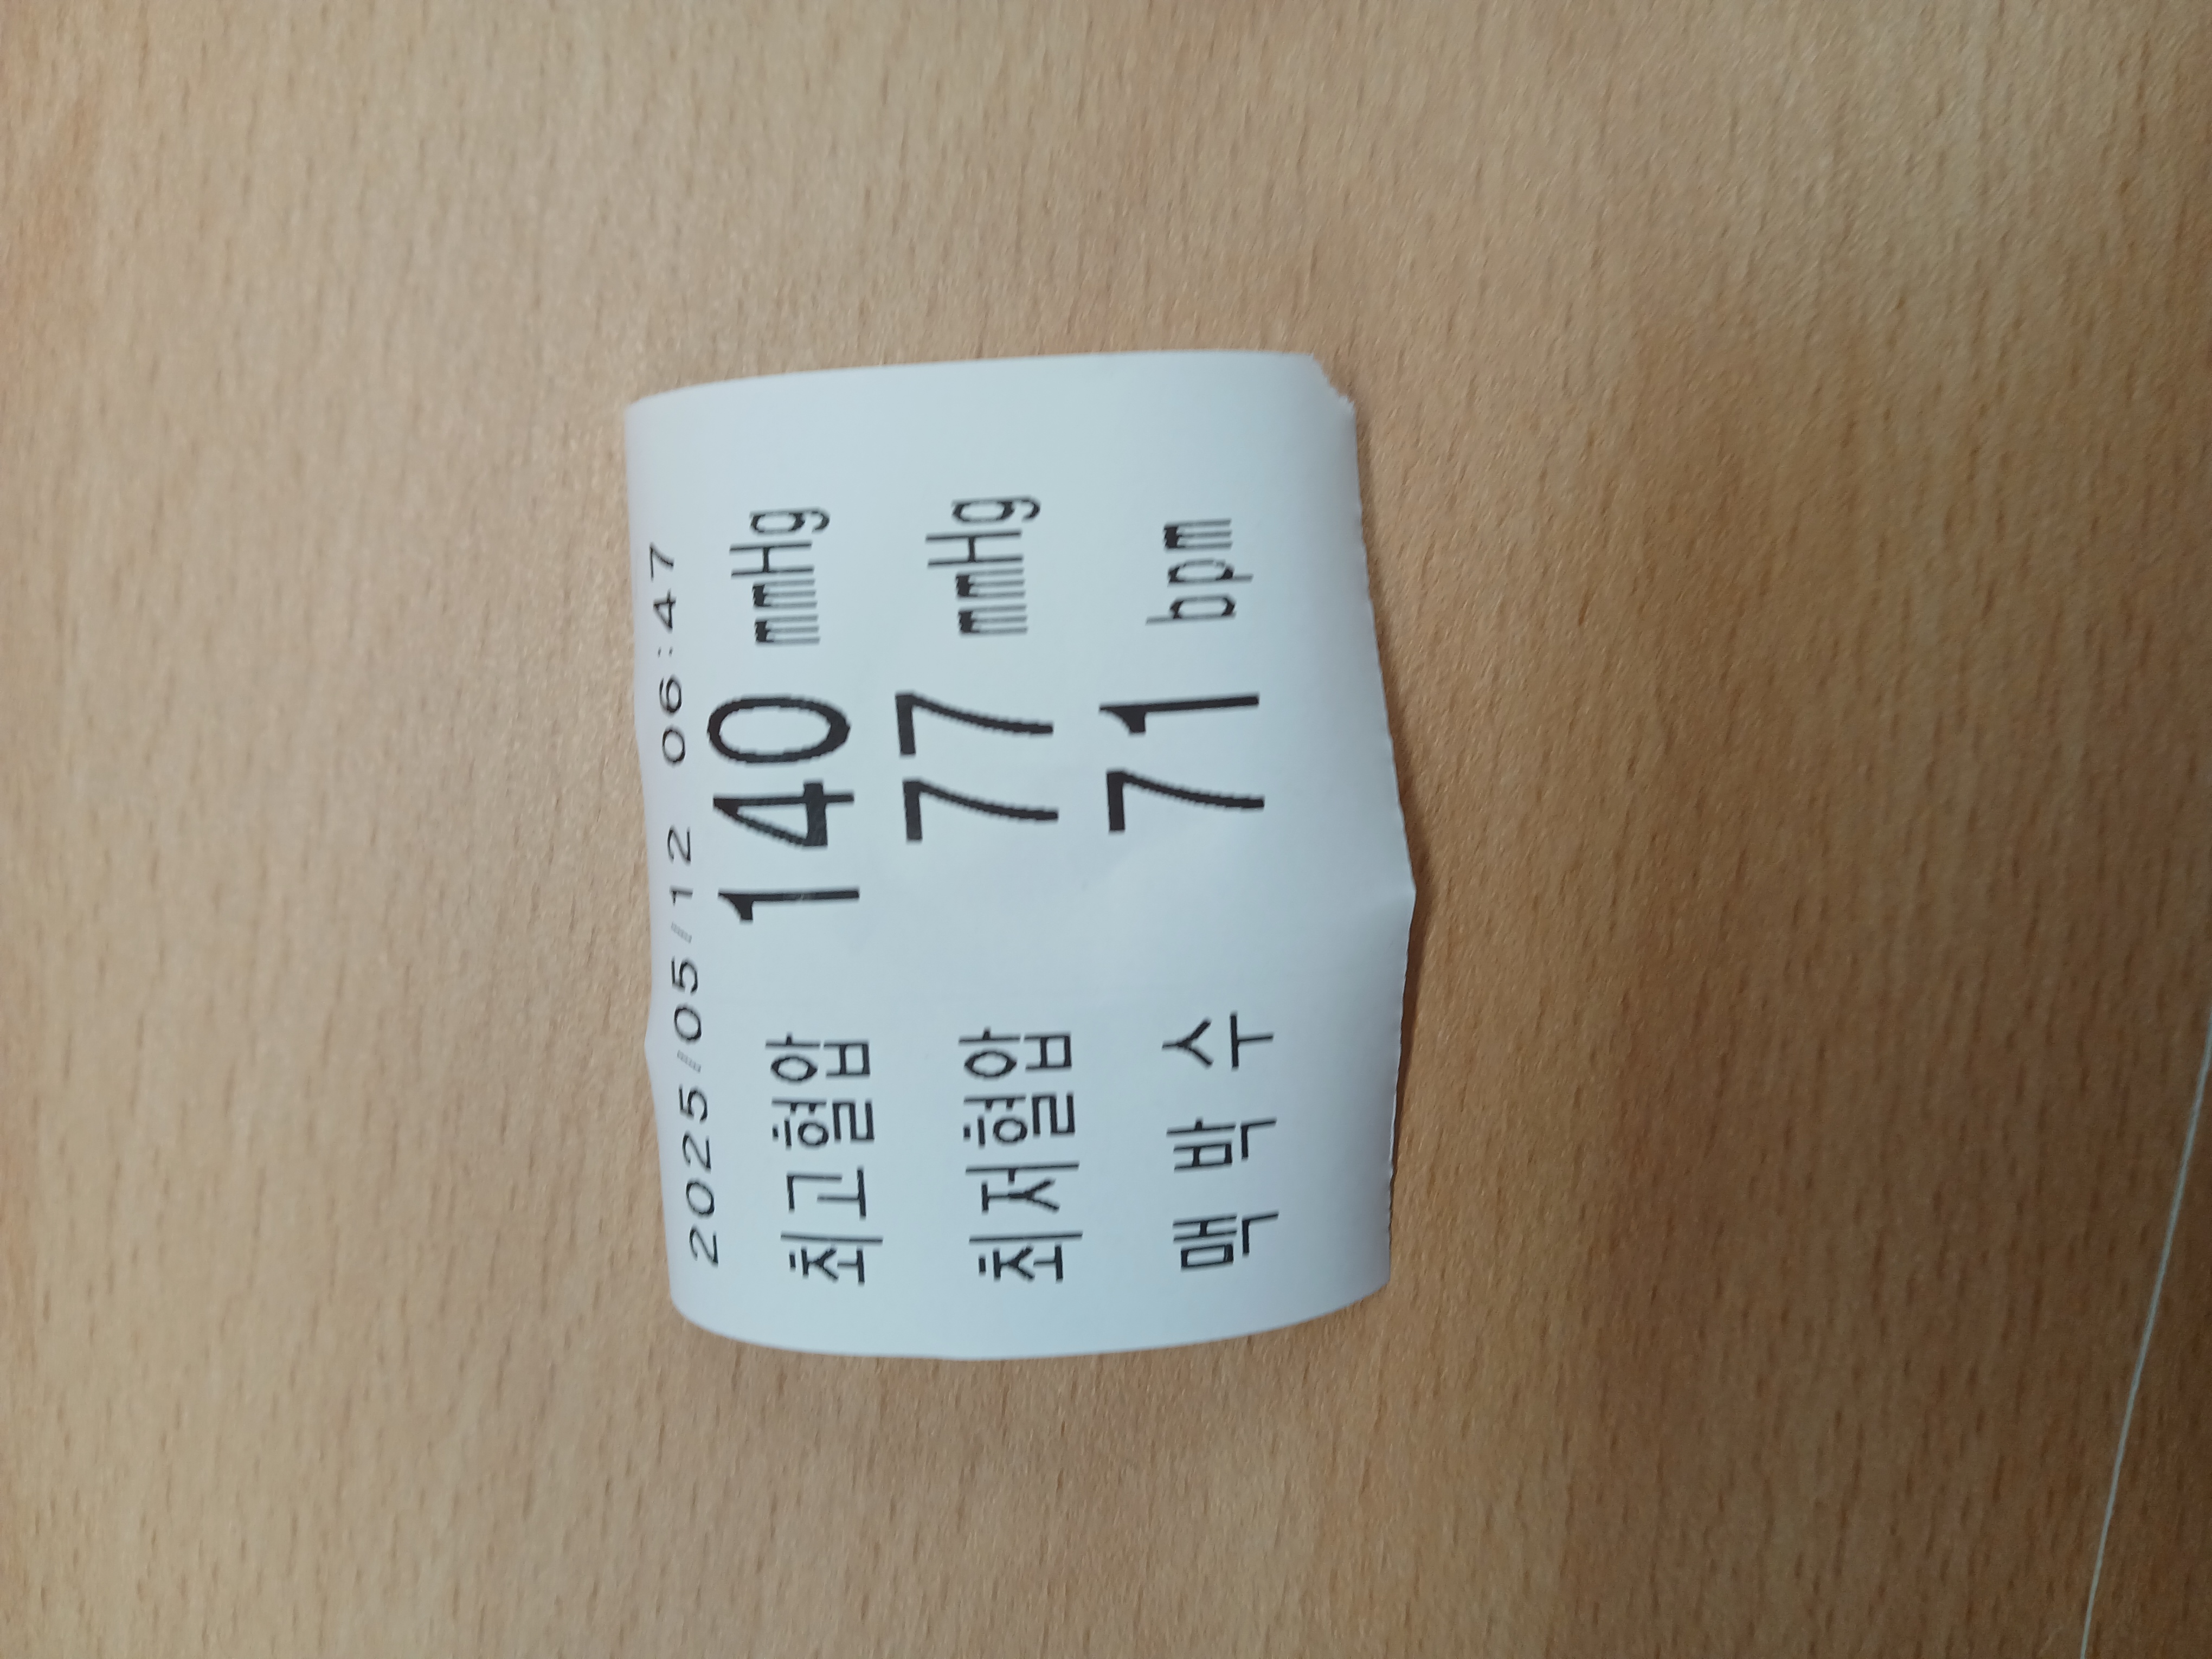 2025/05/12 06:47
최고혈압 140 mmHg
최저혈압 77 mmHg
맥 박 수 71 bpm